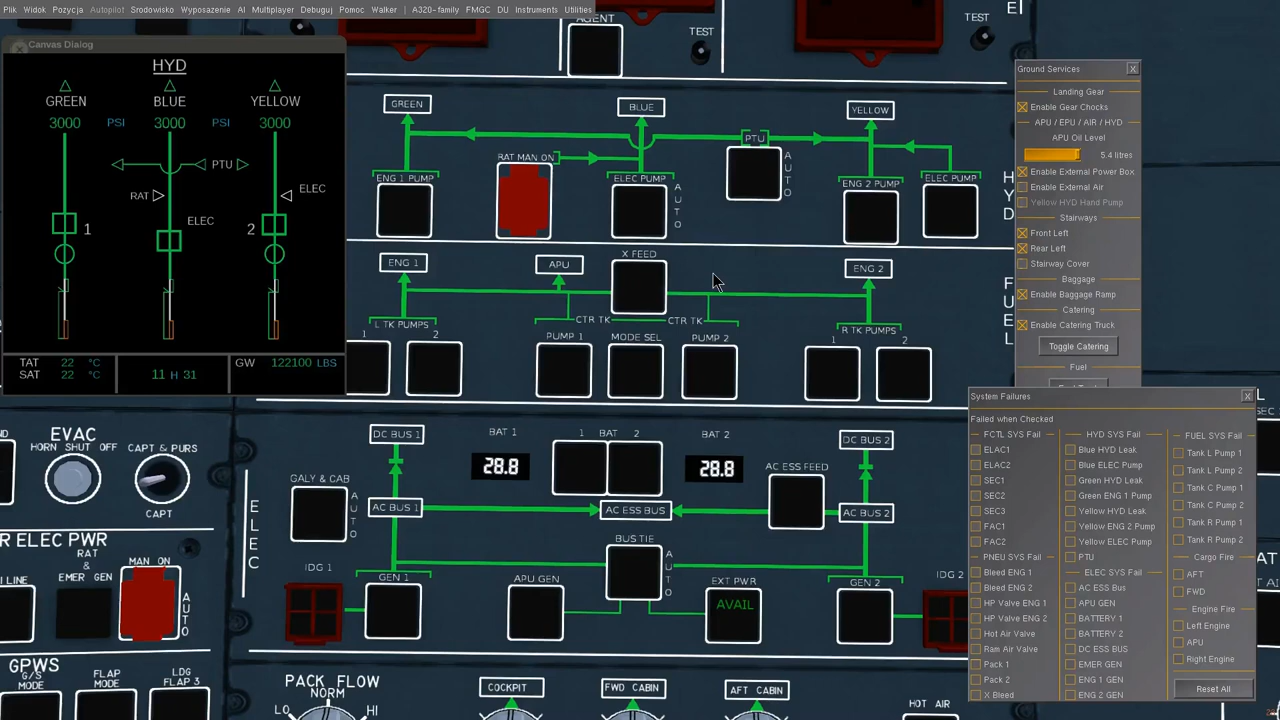 Plik Widok Pozycja Autopilot Środowisko Wyposażenie AI Multiplayer Debuguj Pomoc Walker A320-family FMGC DU Instruments Utilities
AGENT
TEST
TEST
EI
Canvas Dialog
HYD
GREEN BLUE YELLOW
3000 PSI 3000 PSI 3000
PTU
RAT
ELEC
1 ELEC 2
TAT 22 °C
SAT 22 °C
11 H 31
GW 122100 LBS
GREEN
BLUE
YELLOW
PTU
RAT MAN ON
ENG 1 PUMP
ELEC PUMP
AUTO
AUTO
ENG 2 PUMP
ELEC PUMP
HYD
ENG 1
APU
X FEED
ENG 2
L TK PUMPS
CTR TK CTR TK
R TK PUMPS
1 2
PUMP 1 MODE SEL PUMP 2
1 2
FUEL
DC BUS 1
BAT 1
1 BAT 2
BAT 2
DC BUS 2
28.8
28.8
AC ESS FEED
GALY & CAB
AUTO
AC BUS 1
AC ESS BUS
AC BUS 2
ELEC
BUS TIE
AUTO
IDG 1
GEN 1
APU GEN
EXT PWR
AVAIL
GEN 2
IDG 2
EVAC
HORN SHUT OFF
CAPT & PURS
CAPT
R ELEC PWR
RAT
&
EMER GEN
MAN ON
I LINE
AUTO
GPWS
G/S
MODE
FLAP
MODE
LDG
FLAP 3
PACK FLOW
NORM
LO HI
COCKPIT
FWD CABIN
AFT CABIN
HOT AIR
Ground Services
X
Landing Gear
Enable Gear Chocks
APU / EPU / AIR / HYD
APU Oil Level
5.4 litres
Enable External Power Box
Enable External Air
Yellow HYD Hand Pump
Stairways
Front Left
Rear Left
Stairway Cover
Baggage
Enable Baggage Ramp
Catering
Enable Catering Truck
Toggle Catering
Fuel
System Failures
X
Failed when Checked
FCTL SYS Fail
ELAC1
ELAC2
SEC1
SEC2
SEC3
FAC1
FAC2
PNEU SYS Fail
Bleed ENG 1
Bleed ENG 2
HP Valve ENG 1
HP Valve ENG 2
Hot Air Valve
Ram Air Valve
Pack 1
Pack 2
X Bleed
HYD SYS Fail
Blue HYD Leak
Blue ELEC Pump
Green HYD Leak
Green ENG 1 Pump
Yellow HYD Leak
Yellow ENG 2 Pump
Yellow ELEC Pump
PTU
ELEC SYS Fail
AC ESS Bus
APU GEN
BATTERY 1
BATTERY 2
DC ESS BUS
EMER GEN
ENG 1 GEN
ENG 2 GEN
FUEL SYS Fail
Tank L Pump 1
Tank L Pump 2
Tank C Pump 1
Tank C Pump 2
Tank R Pump 1
Tank R Pump 2
Cargo Fire
AFT
FWD
Engine Fire
Left Engine
APU
Right Engine
Reset All